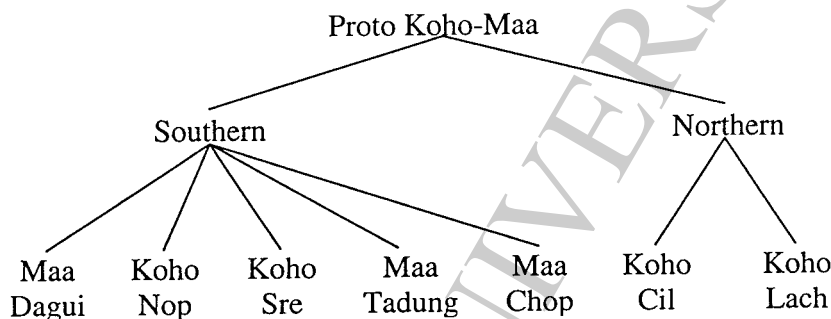 Proto Koho-Maa
Southern
Northern
Maa Koho Koho Maa Maa Koho Koho
Dagui Nop Sre Tadung Chop Cil Lach
UNIVERS